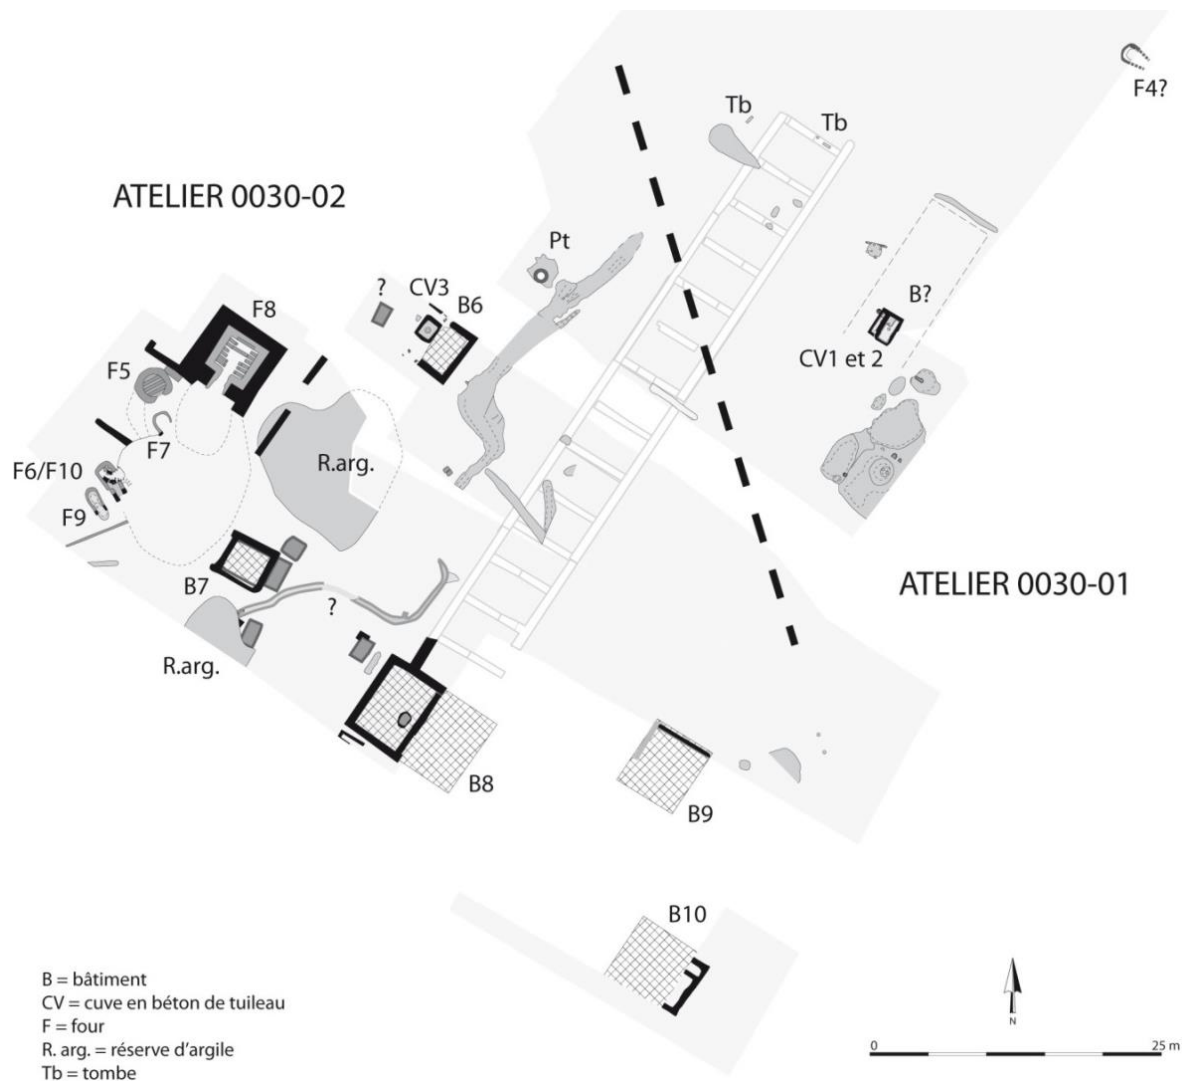 F4?
Tb
Tb
ATELIER 0030-02
Pt
?
CV3
B6
B?
F8
CV1 et 2
F5
F7
R.arg.
F6/F10
F9
B7
?
ATELIER 0030-01
R.arg.
B8
B9
B10
B = bâtiment
CV = cuve en béton de tuileau
F = four
R. arg. = réserve d'argile
Tb = tombe
N
0
25 m